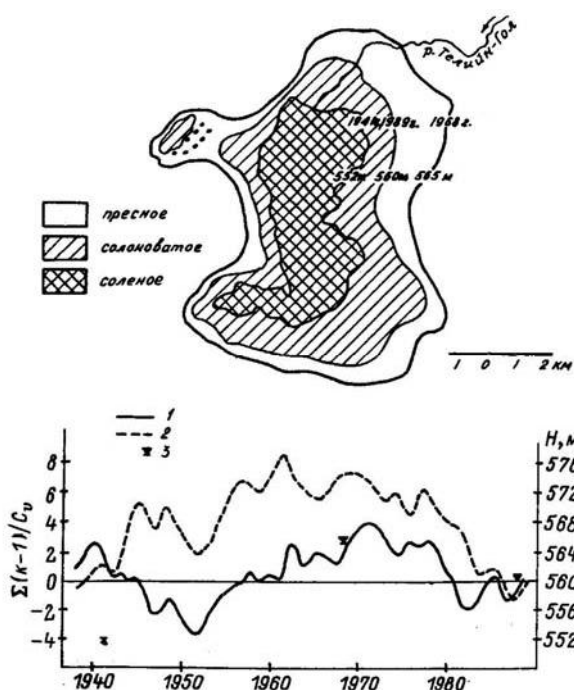 р. Гелийн-Гол
1941г. 1989г. 1968г.
552м 560м 565м
пресное
солоноватое
соленое
1 0 1 2 км
1
2
3
Σ(к-1)/Cv
H, м
8 576
6 572
4 568
2 564
0 560
-2 556
-4 552
1940 1950 1960 1970 1980